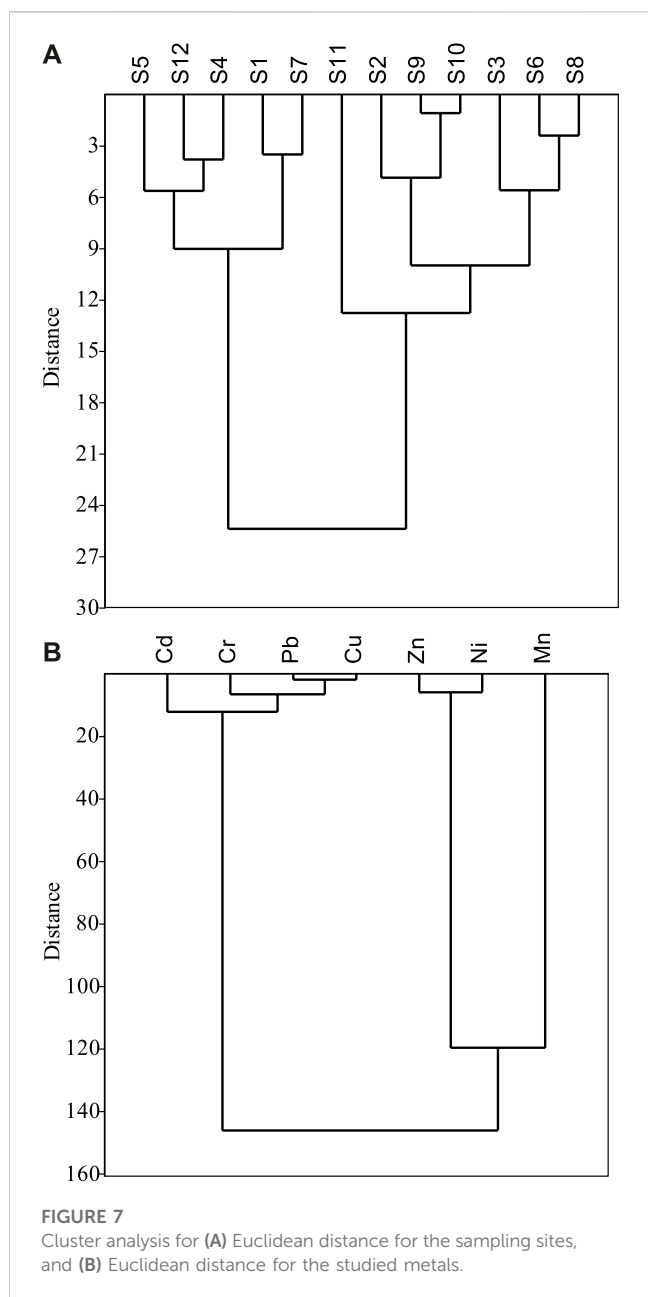 A
S5 S12 S4 S1 S7 S11 S2 S9 S10 S3 S6 S8
3
6
9
12
15
18
21
24
27
30
Distance
B
Cd Cr Pb Cu Zn Ni Mn
20
40
60
80
100
120
140
160
Distance
FIGURE 7
Cluster analysis for (A) Euclidean distance for the sampling sites,
and (B) Euclidean distance for the studied metals.